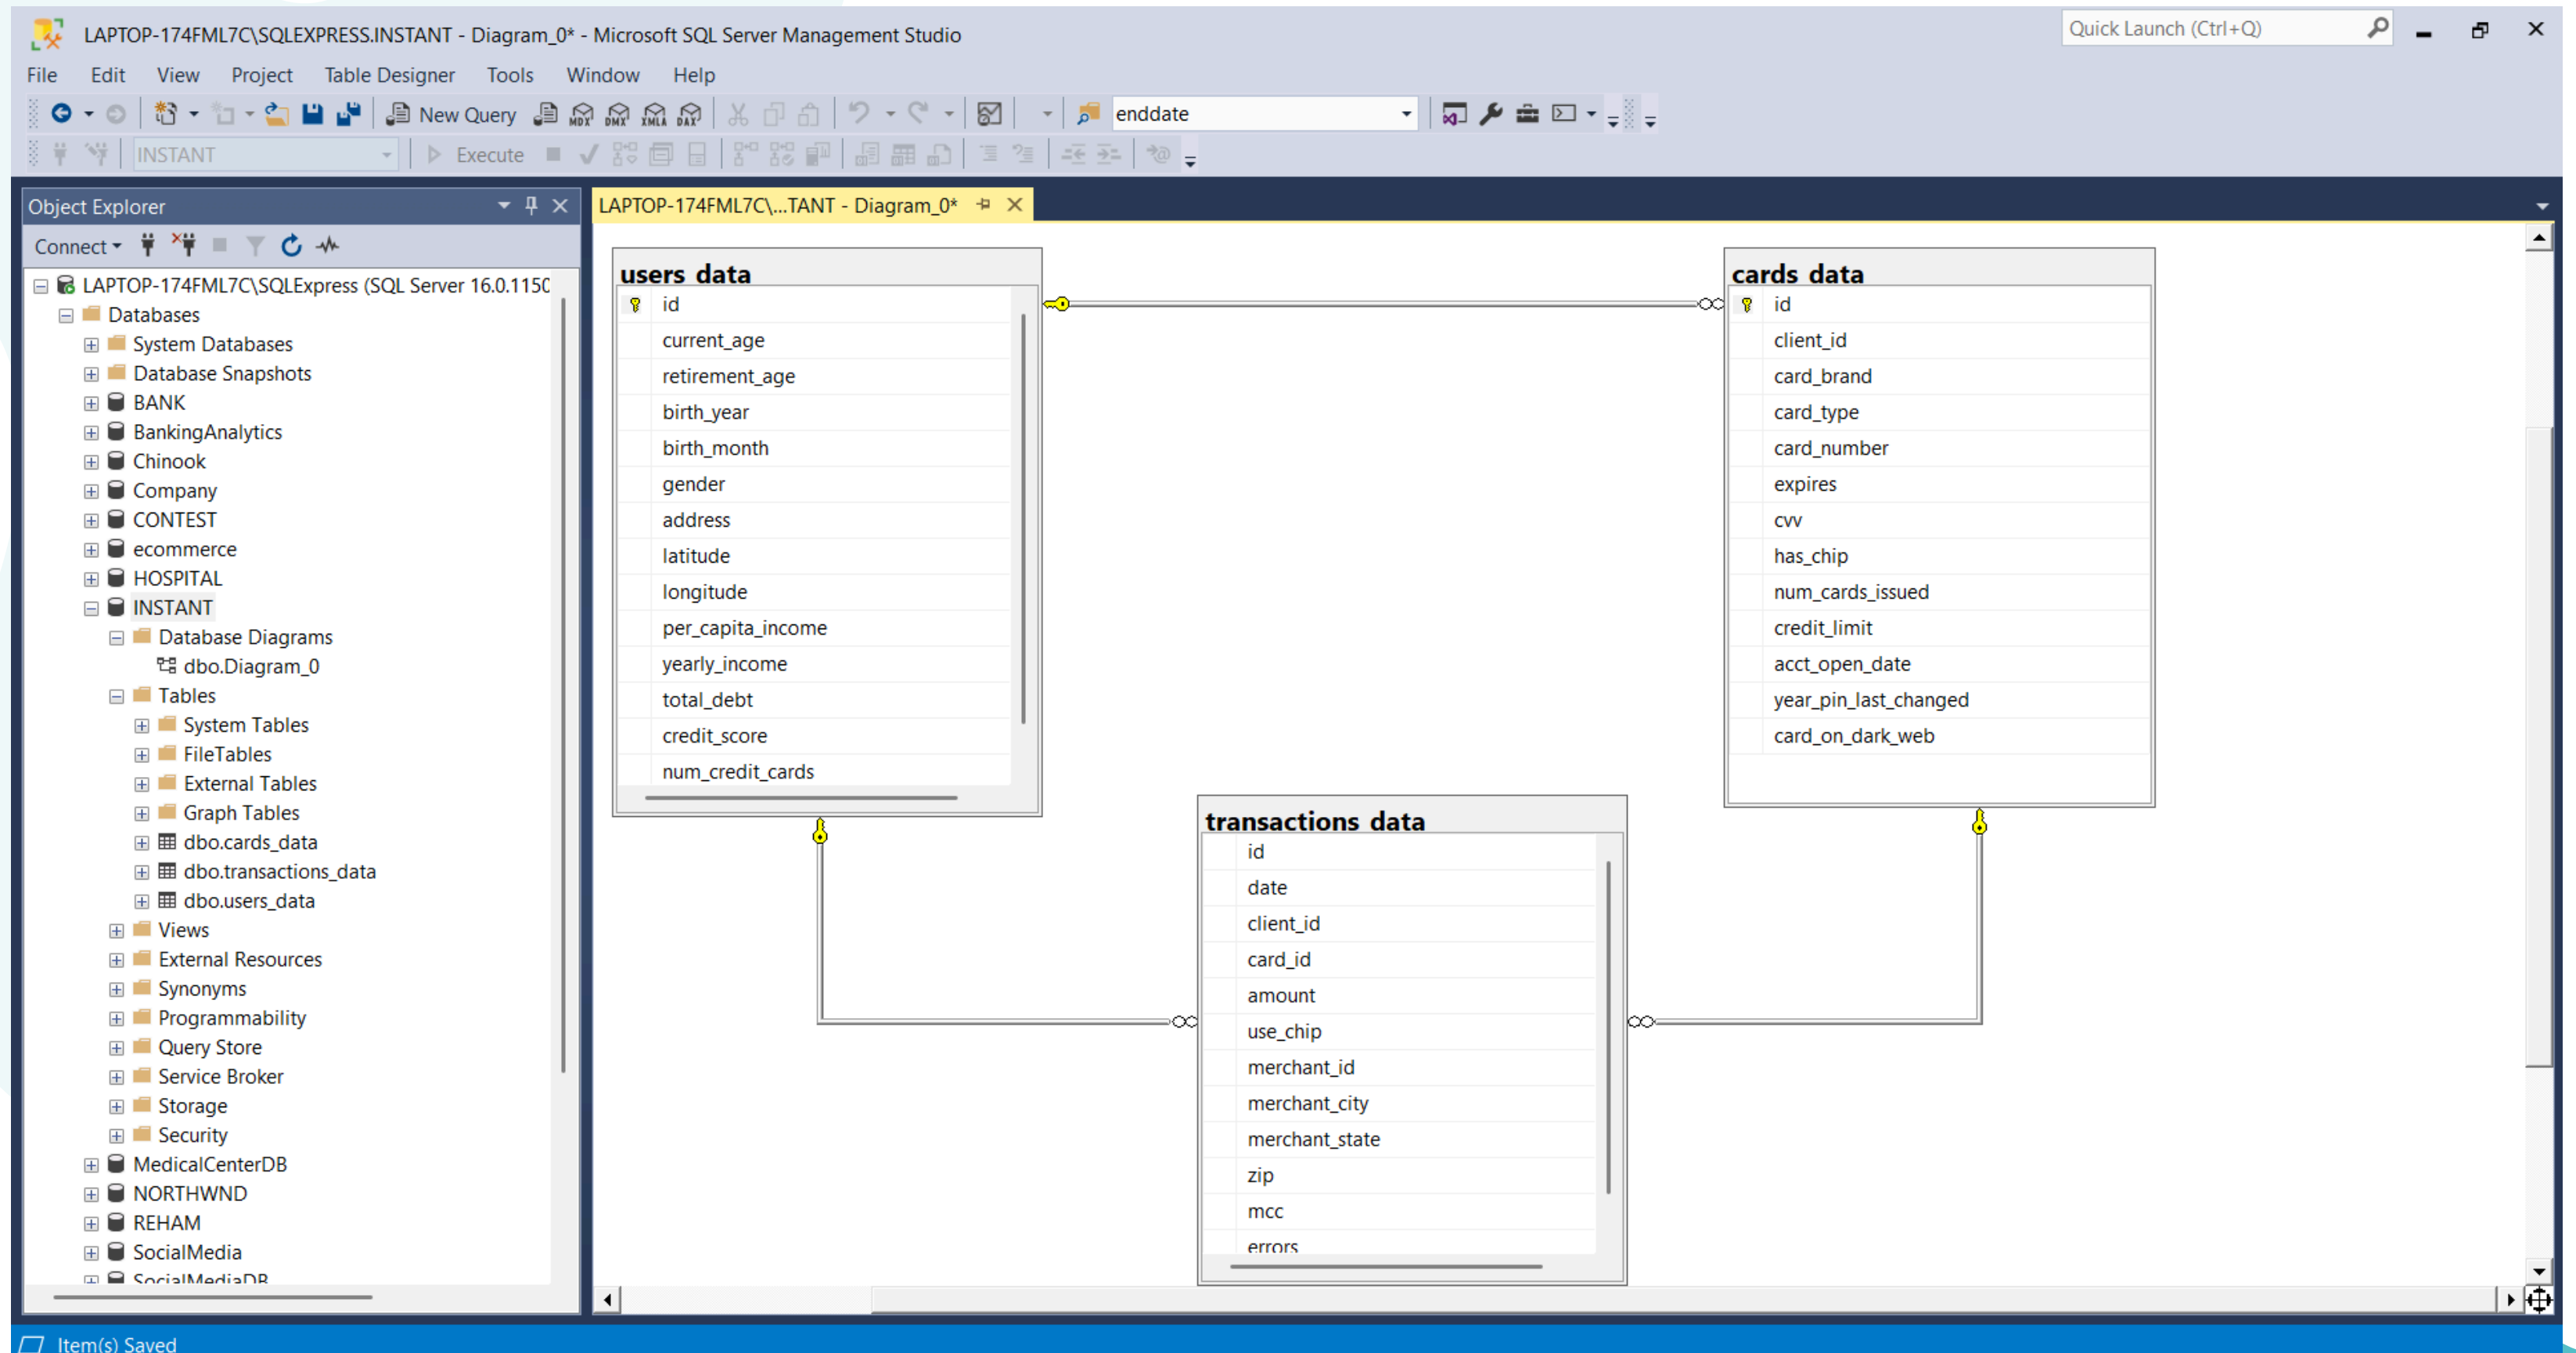 LAPTOP-174FML7C\SQLEXPRESS.INSTANT - Diagram_0* - Microsoft SQL Server Management Studio
Quick Launch (Ctrl+Q)
File Edit View Project Table Designer Tools Window Help
New Query MDX DMX XMLA DAX enddate
INSTANT Execute
Object Explorer
Connect
LAPTOP-174FML7C\SQLExpress (SQL Server 16.0.1150
Databases
System Databases
Database Snapshots
BANK
BankingAnalytics
Chinook
Company
CONTEST
ecommerce
HOSPITAL
INSTANT
Database Diagrams
dbo.Diagram_0
Tables
System Tables
FileTables
External Tables
Graph Tables
dbo.cards_data
dbo.transactions_data
dbo.users_data
Views
External Resources
Synonyms
Programmability
Query Store
Service Broker
Storage
Security
MedicalCenterDB
NORTHWND
REHAM
SocialMedia
SocialMediaDB
LAPTOP-174FML7C\...TANT - Diagram_0*
users_data
id
current_age
retirement_age
birth_year
birth_month
gender
address
latitude
longitude
per_capita_income
yearly_income
total_debt
credit_score
num_credit_cards
cards_data
id
client_id
card_brand
card_type
card_number
expires
cvv
has_chip
num_cards_issued
credit_limit
acct_open_date
year_pin_last_changed
card_on_dark_web
transactions_data
id
date
client_id
card_id
amount
use_chip
merchant_id
merchant_city
merchant_state
zip
mcc
errors
Item(s) Saved